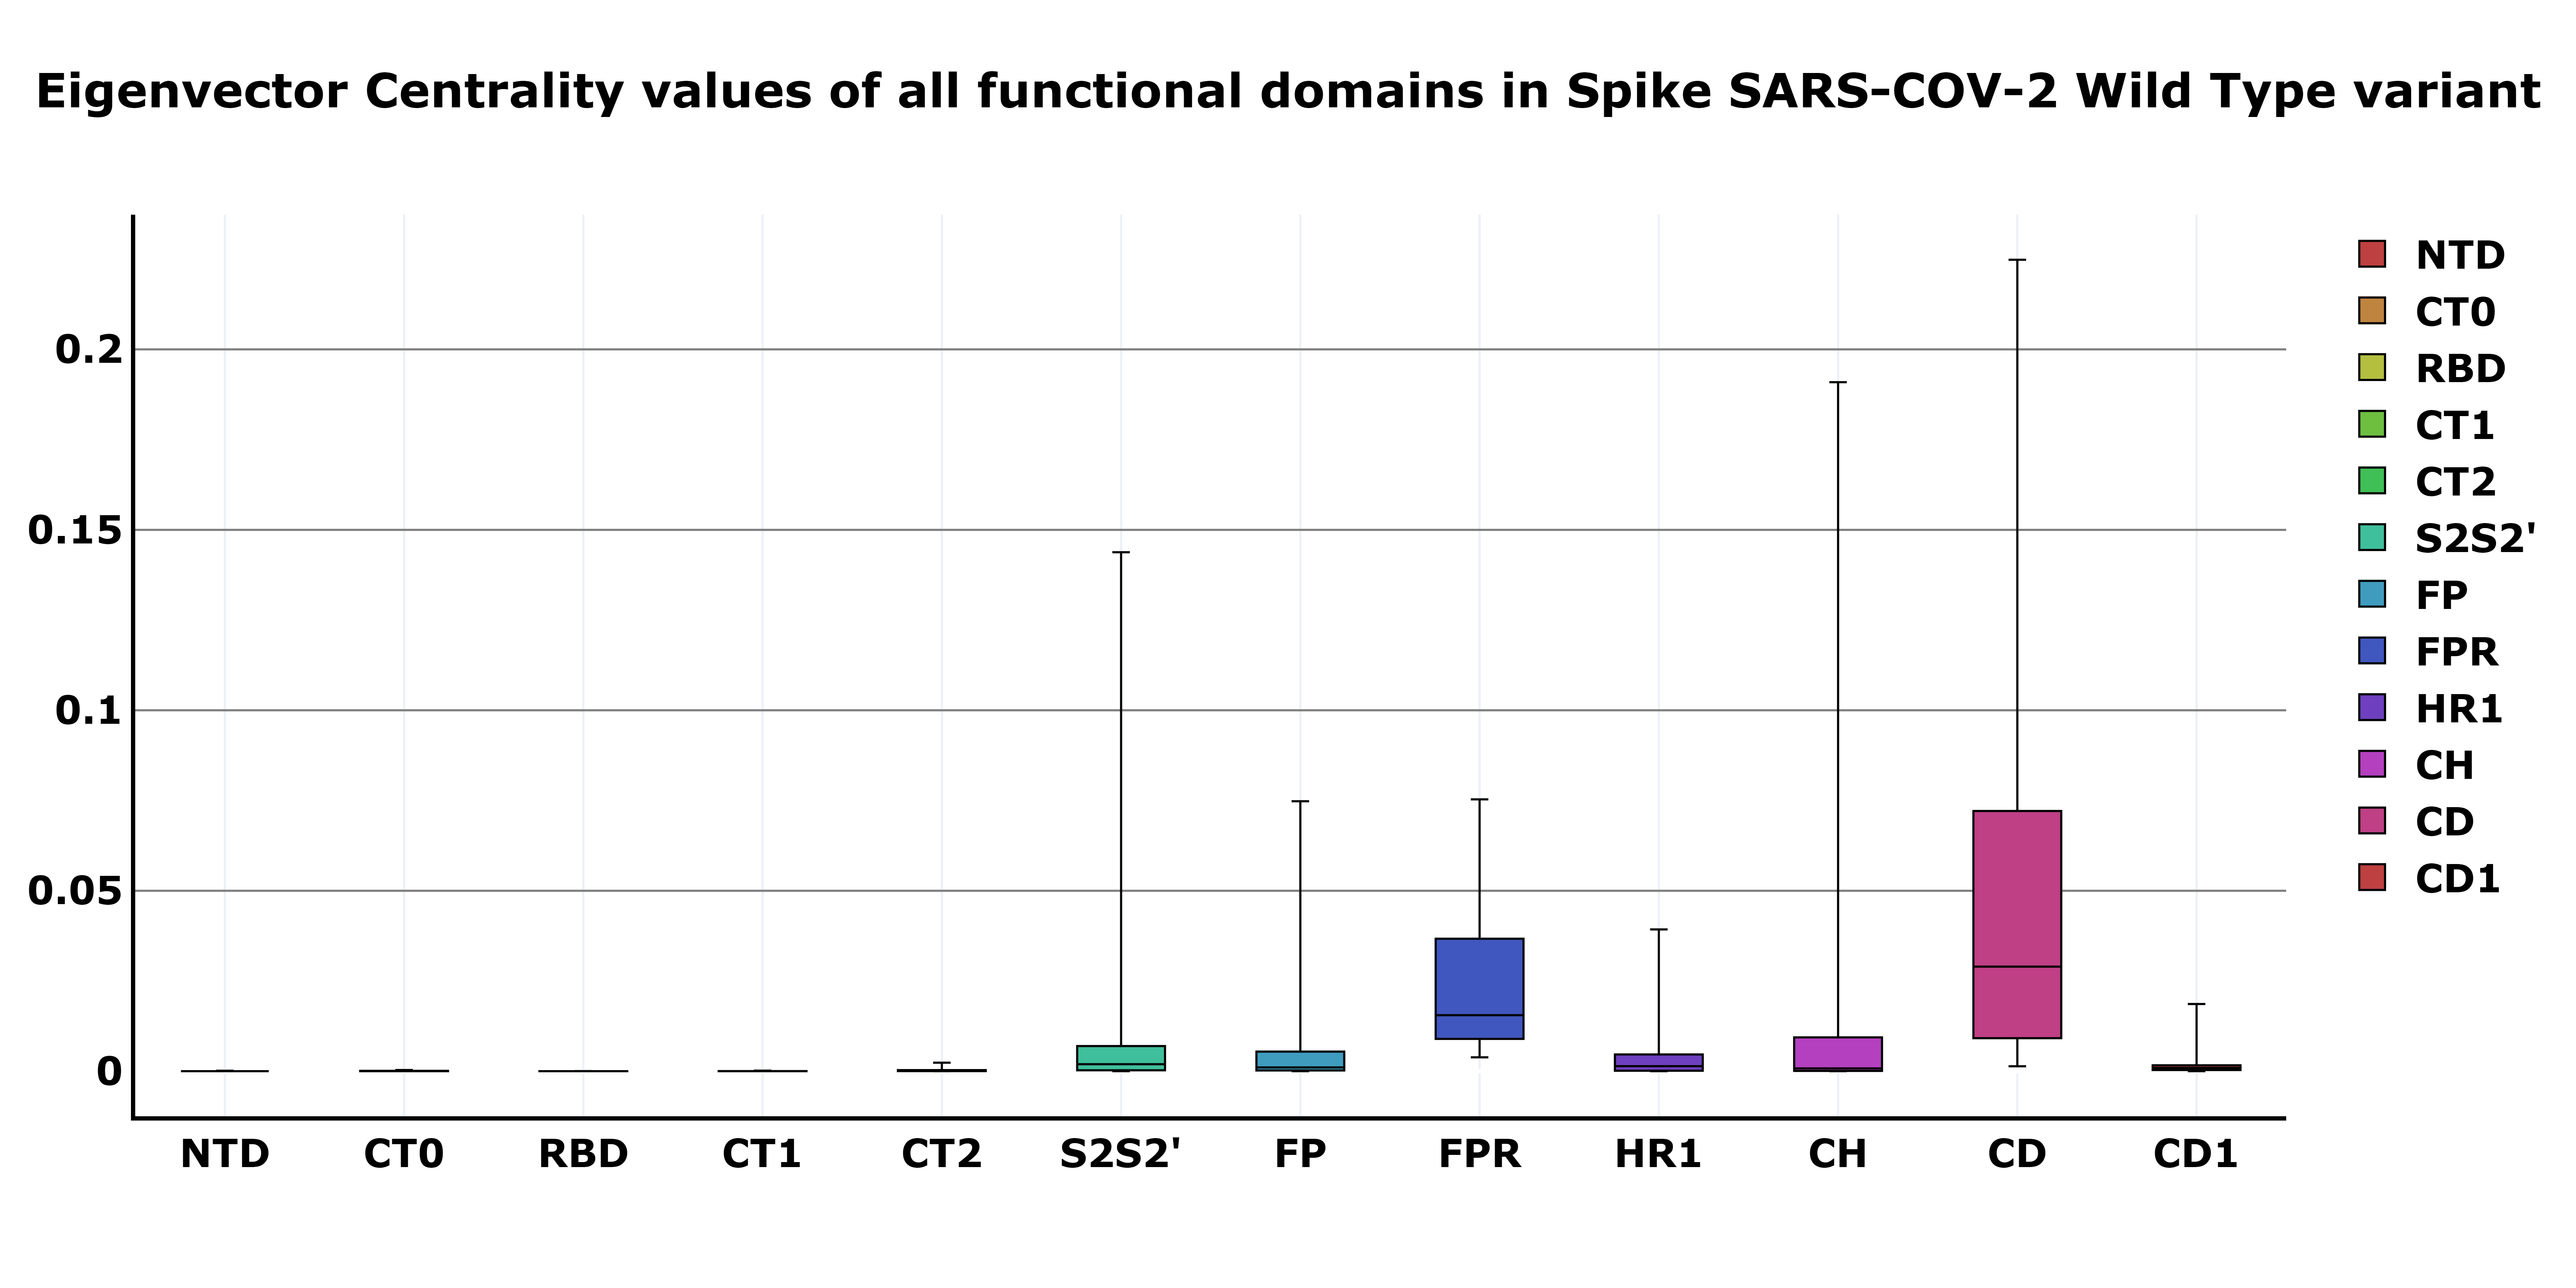 Eigenvector Centrality values of all functional domains in Spike SARS-COV-2 Wild Type variant
0.2
0.15
0.1
0.05
0
NTD CT0 RBD CT1 CT2 S2S2' FP FPR HR1 CH CD CD1
NTD
CT0
RBD
CT1
CT2
S2S2'
FP
FPR
HR1
CH
CD
CD1